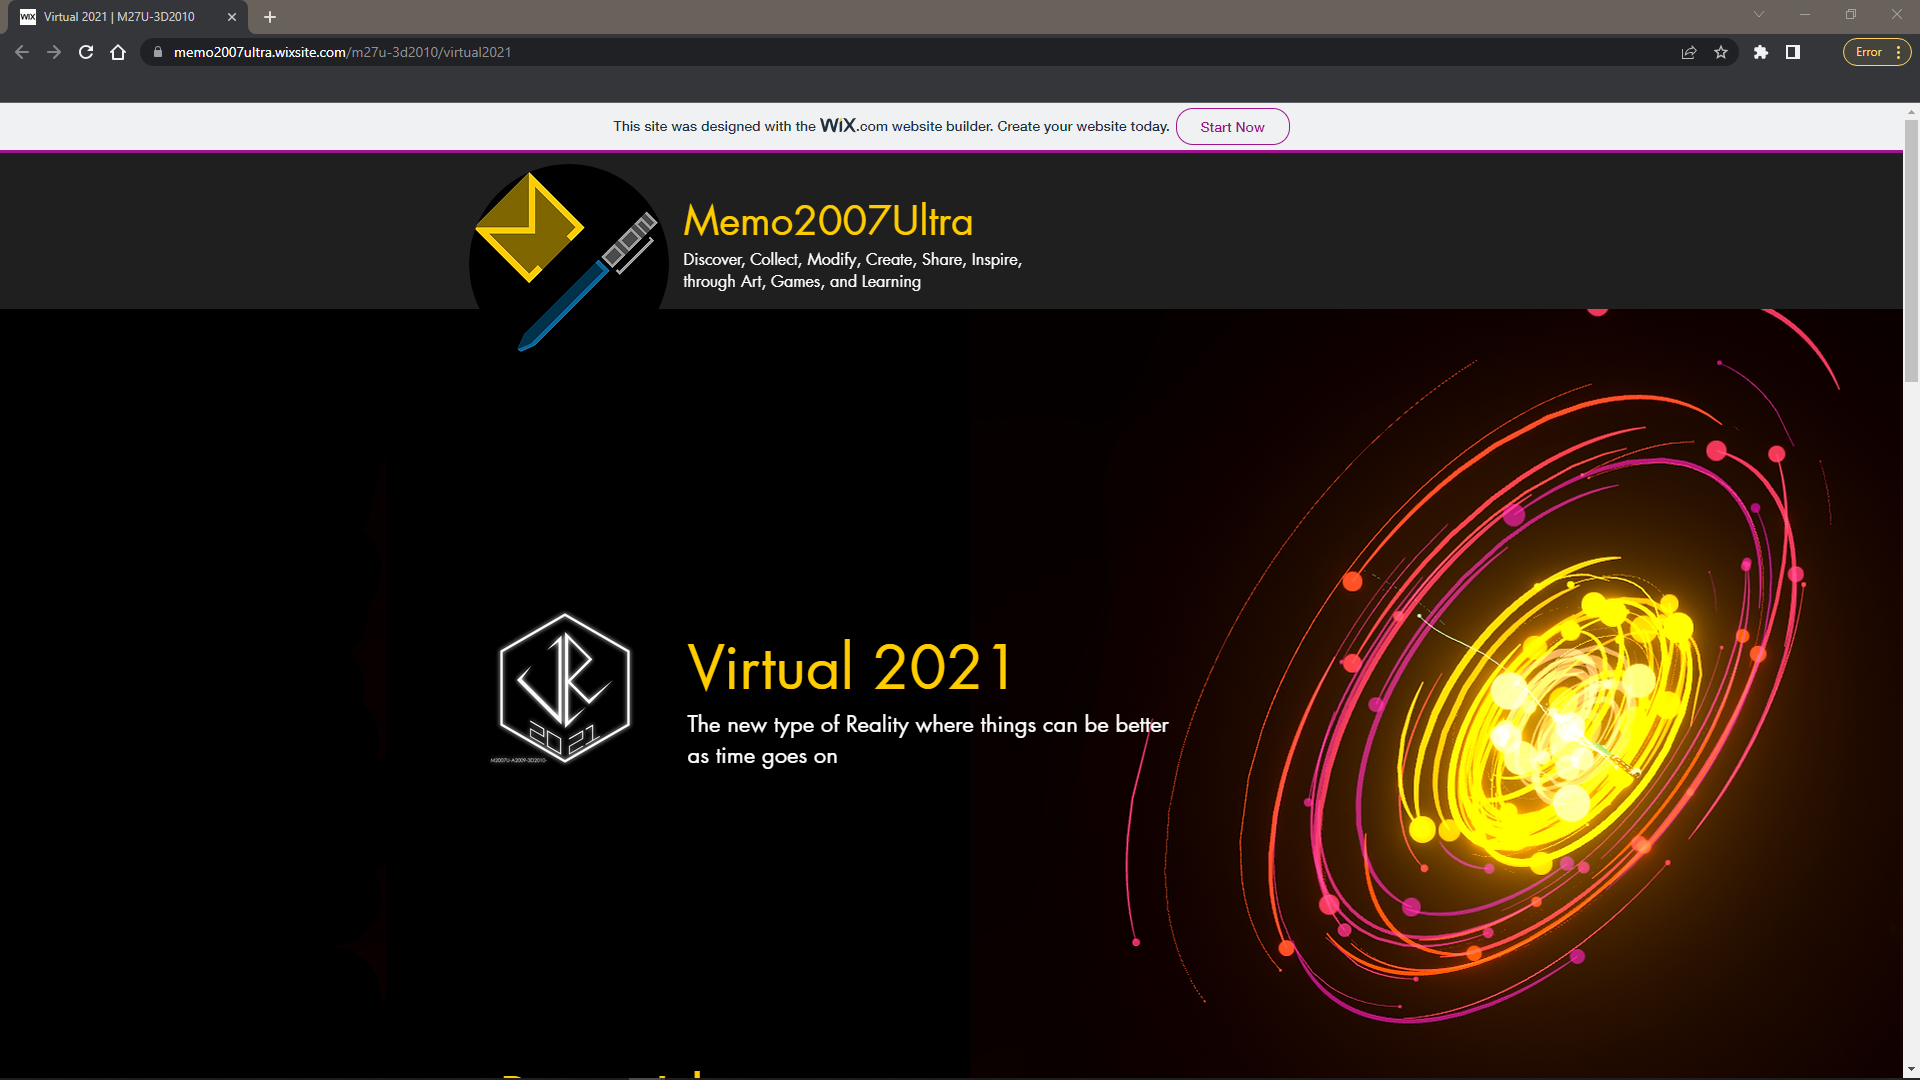 WIX Virtual 2021 | M27U-3D2010
memo2007ultra.wixsite.com/m27u-3d2010/virtual2021
Error
This site was designed with the WiX.com website builder. Create your website today. Start Now
Memo2007Ultra
Discover, Collect, Modify, Create, Share, Inspire,
through Art, Games, and Learning
Virtual 2021
The new type of Reality where things can be better
as time goes on
VR
2021
M2007U-A2009-3D2010-